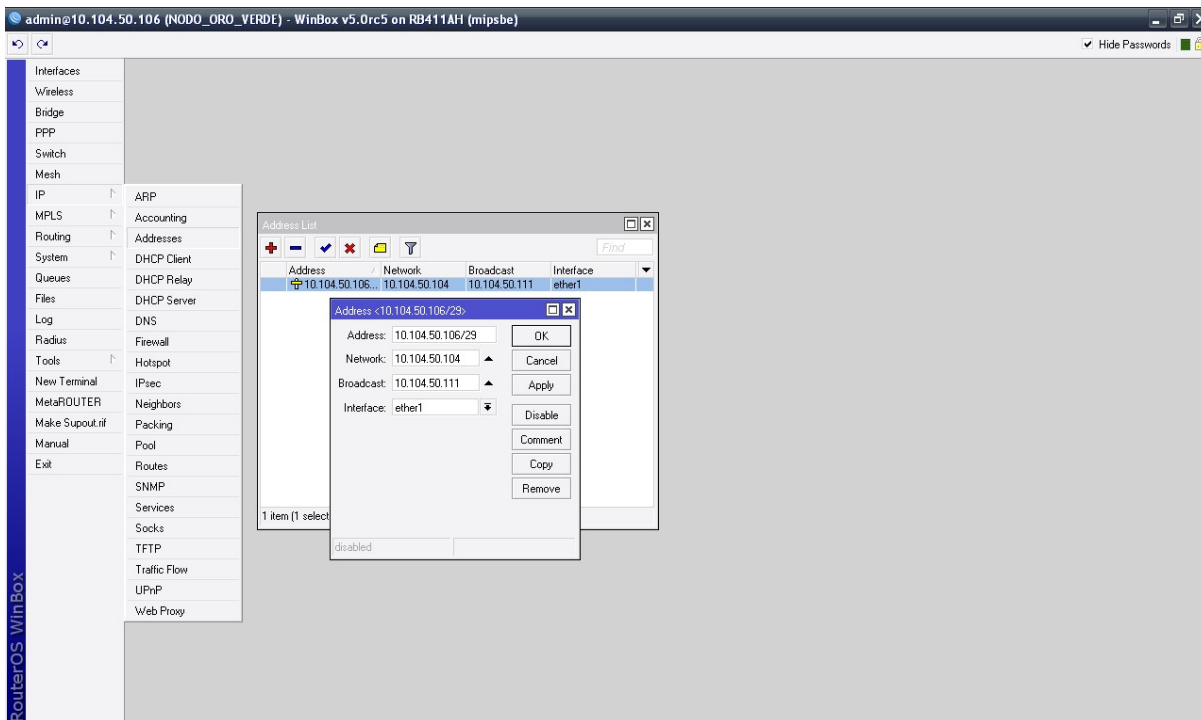 admin@10.104.50.106 (NODO_ORO_VERDE) - WinBox v5.0rc5 on RB411AH (mipsbe)
Hide Passwords
Interfaces
Wireless
Bridge
PPP
Switch
Mesh
IP
MPLS
Routing
System
Queues
Files
Log
Radius
Tools
New Terminal
MetaROUTER
Make Supout.rif
Manual
Exit
ARP
Accounting
Addresses
DHCP Client
DHCP Relay
DHCP Server
DNS
Firewall
Hotspot
IPsec
Neighbors
Packing
Pool
Routes
SNMP
Services
Socks
TFTP
Traffic Flow
UPnP
Web Proxy
Address List
Find
Address Network Broadcast Interface
10.104.50.106... 10.104.50.104 10.104.50.111 ether1
1 item (1 select
Address <10.104.50.106/29>
Address: 10.104.50.106/29
Network: 10.104.50.104
Broadcast: 10.104.50.111
Interface: ether1
OK
Cancel
Apply
Disable
Comment
Copy
Remove
disabled
RouterOS WinBox